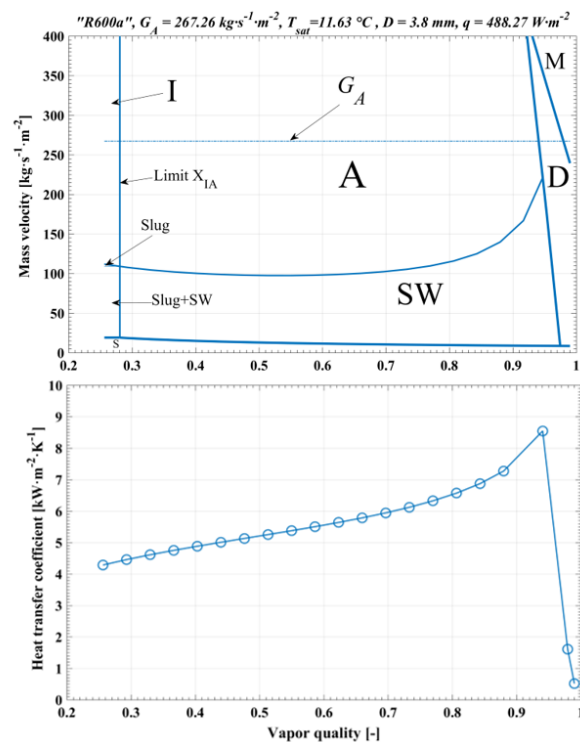 "R600a", G_A = 267.26 kg·s⁻¹·m⁻², T_sat=11.63 °C , D = 3.8 mm, q = 488.27 W·m⁻²
400
350
300
250
200
150
100
50
0
Mass velocity [kg·s⁻¹·m⁻²]
I
G_A
M
A
D
Limit X_IA
Slug
Slug+SW
SW
S
0.2 0.3 0.4 0.5 0.6 0.7 0.8 0.9 1
10
9
8
7
6
5
4
3
2
1
0
Heat transfer coefficient [kW·m⁻²·K⁻¹]
0.2 0.3 0.4 0.5 0.6 0.7 0.8 0.9 1
Vapor quality [-]